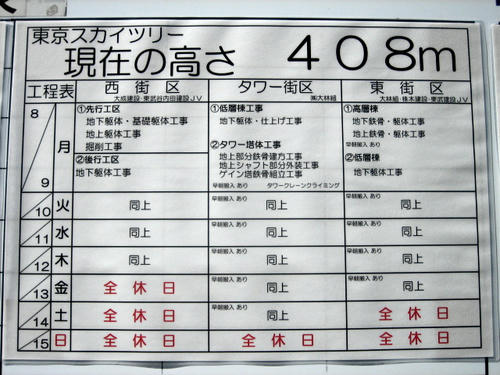 東京スカイツリー
現在の高さ 408m
工程表 西街区 タワー街区 東街区
大成建設・東武谷内田建設JV ㈱大林組 大林組・株木建設・東武建設JV
8
9 月
①先行工区
地下躯体・基礎躯体工事
地上躯体工事
掘削工事
②後行工区
地下躯体工事
①低層棟工事
地下躯体・仕上げ工事
②タワー塔体工事
地上部分鉄骨建方工事
地上シャフト部分外装工事
ゲイン塔鉄骨組立工事
早朝搬入 あり タワークレーンクライミング
①高層棟
地下鉄骨・躯体工事
地上鉄骨・躯体工事
早朝搬入 あり
②低層棟
地下躯体工事
10 火 同上 早朝搬入 あり 同上 早朝搬入 あり 同上
11 水 同上 早朝搬入 あり 同上 早朝搬入 あり 同上
12 木 同上 早朝搬入 あり 同上 早朝搬入 あり 同上
13 金 全休日 早朝搬入 あり 同上 早朝搬入 あり 同上
14 土 全休日 早朝搬入 あり 同上 全休日
15 日 全休日 全休日 全休日